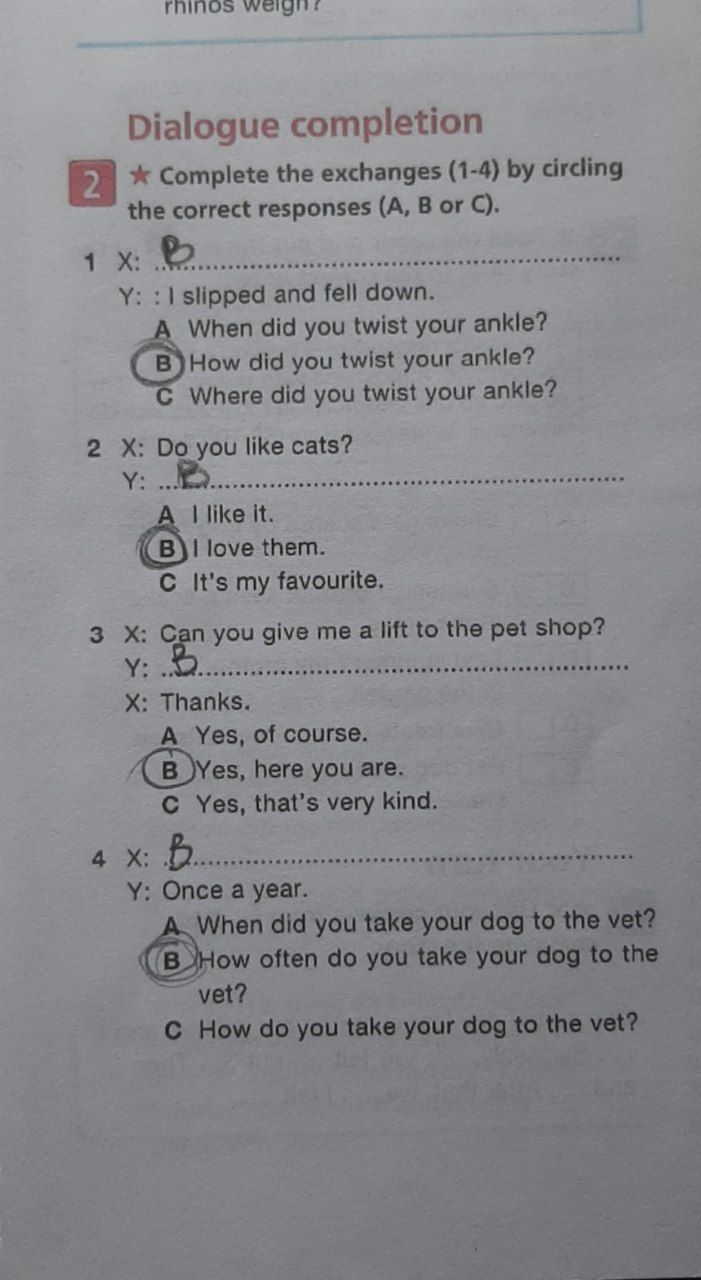 rhinos weigh?
Dialogue completion
2 ★ Complete the exchanges (1-4) by circling
the correct responses (A, B or C).
1 X: B
Y: : I slipped and fell down.
A When did you twist your ankle?
B How did you twist your ankle?
C Where did you twist your ankle?
2 X: Do you like cats?
Y: B
A I like it.
B I love them.
C It's my favourite.
3 X: Can you give me a lift to the pet shop?
Y: B
X: Thanks.
A Yes, of course.
B Yes, here you are.
C Yes, that's very kind.
4 X: B
Y: Once a year.
A When did you take your dog to the vet?
B How often do you take your dog to the
vet?
C How do you take your dog to the vet?